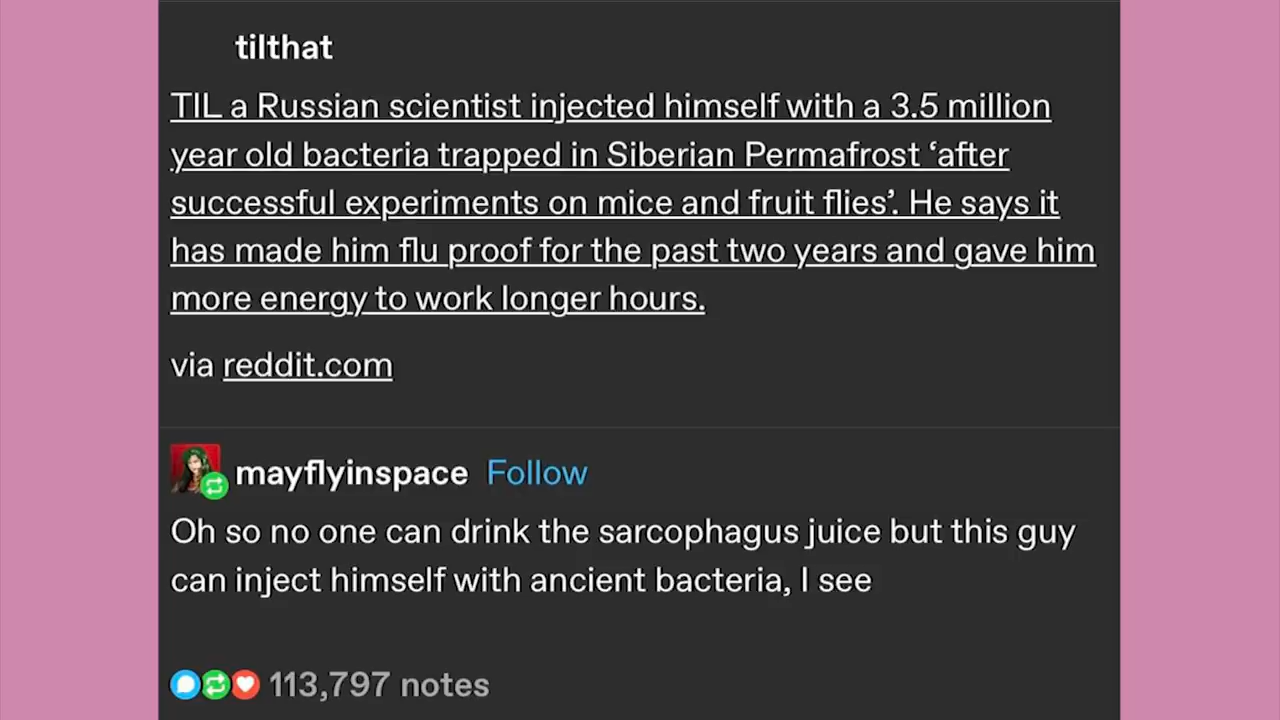 tilthat
TIL a Russian scientist injected himself with a 3.5 million
year old bacteria trapped in Siberian Permafrost ‘after
successful experiments on mice and fruit flies’. He says it
has made him flu proof for the past two years and gave him
more energy to work longer hours.
via reddit.com
mayflyinspace Follow
Oh so no one can drink the sarcophagus juice but this guy
can inject himself with ancient bacteria, I see
113,797 notes